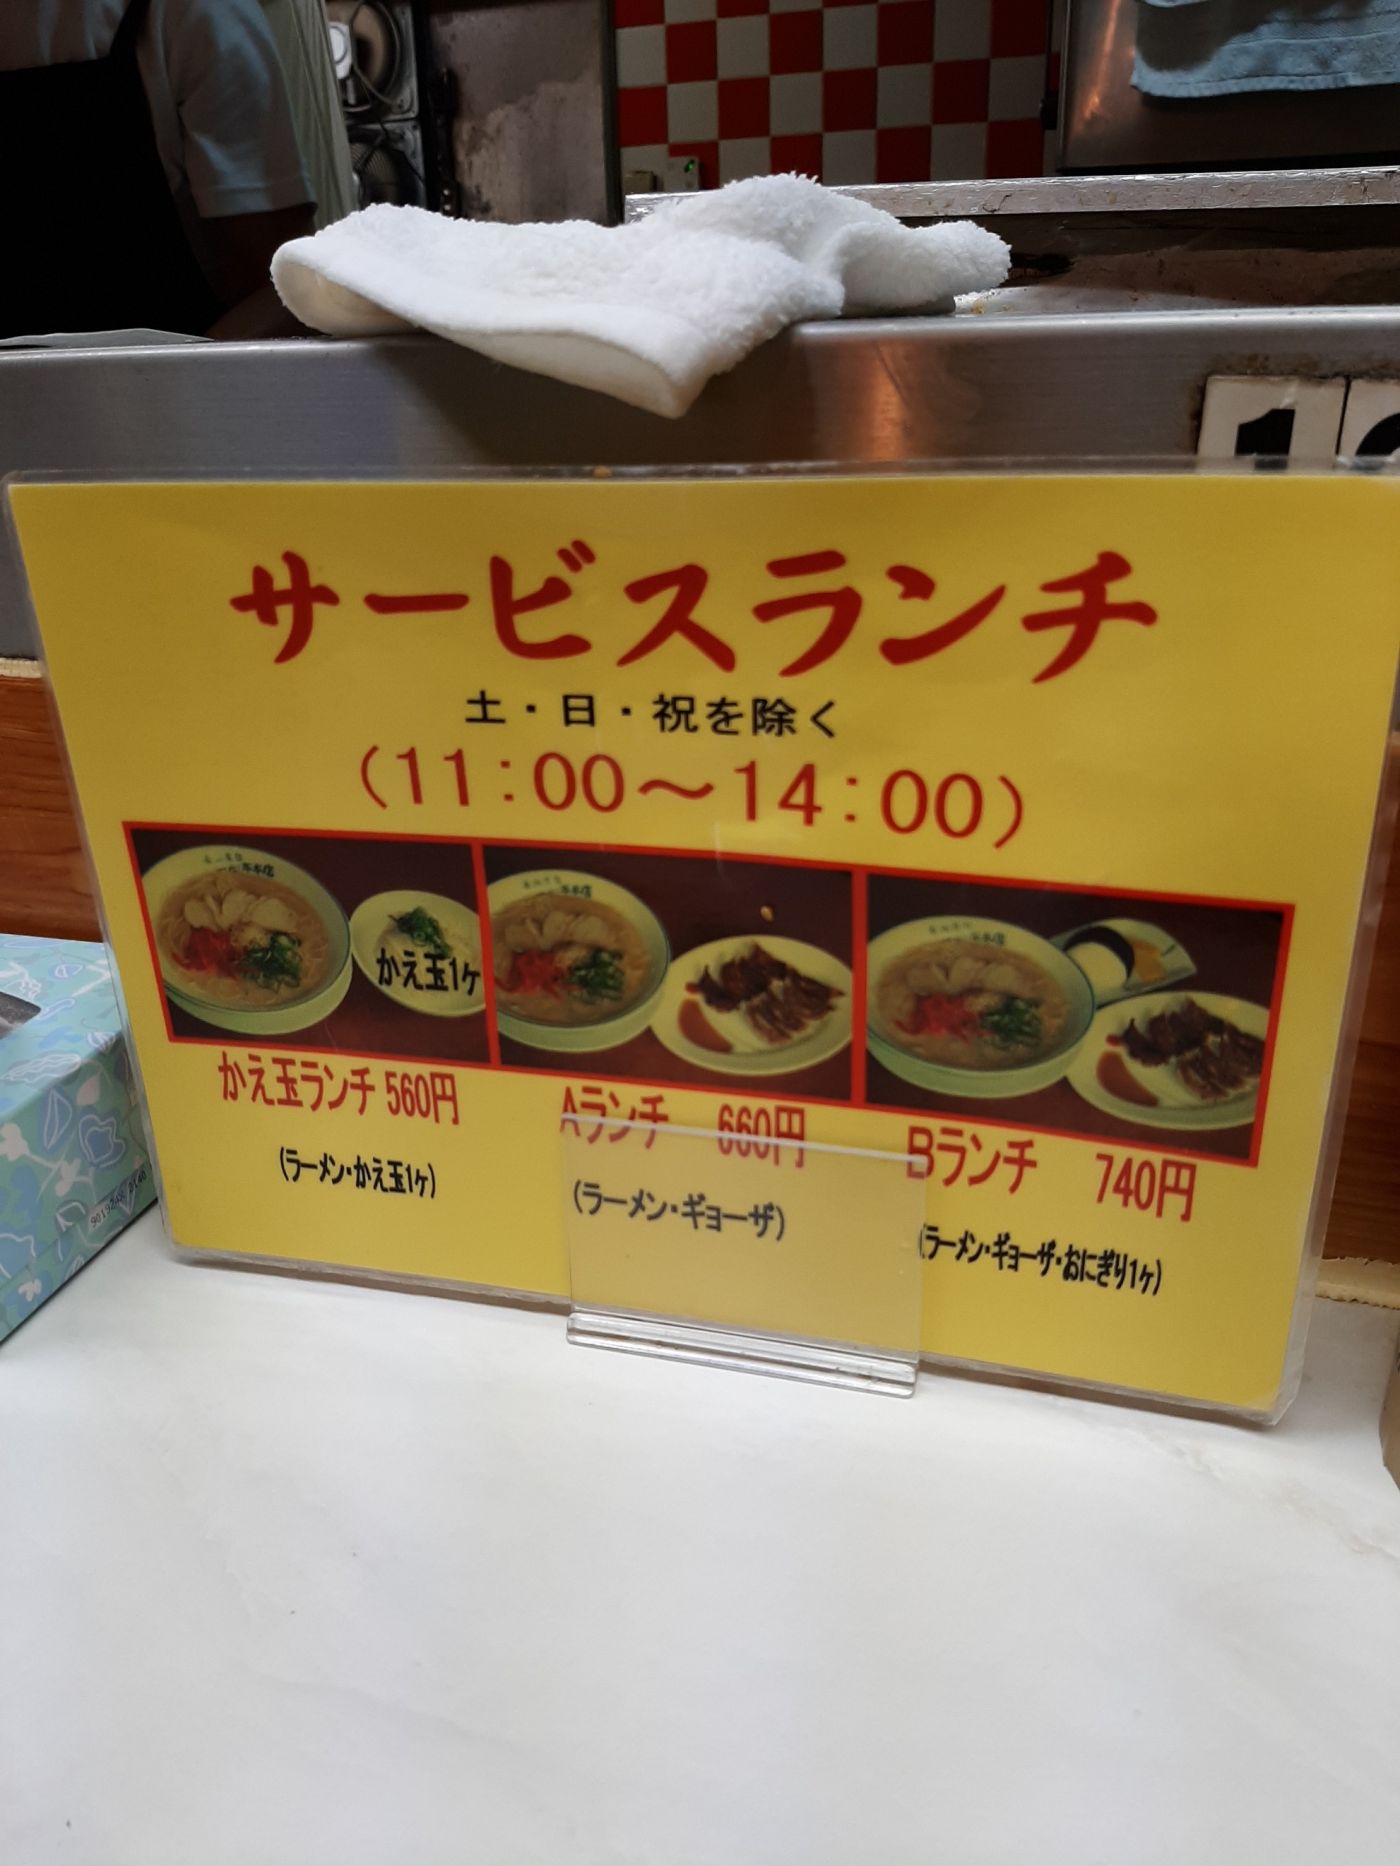 サービスランチ
土・日・祝を除く
(11:00～14:00)
かえ玉1ヶ
かえ玉ランチ 560円
(ラーメン・かえ玉1ヶ)
Aランチ 660円
(ラーメン・ギョーザ)
Bランチ 740円
(ラーメン・ギョーザ・おにぎり1ヶ)